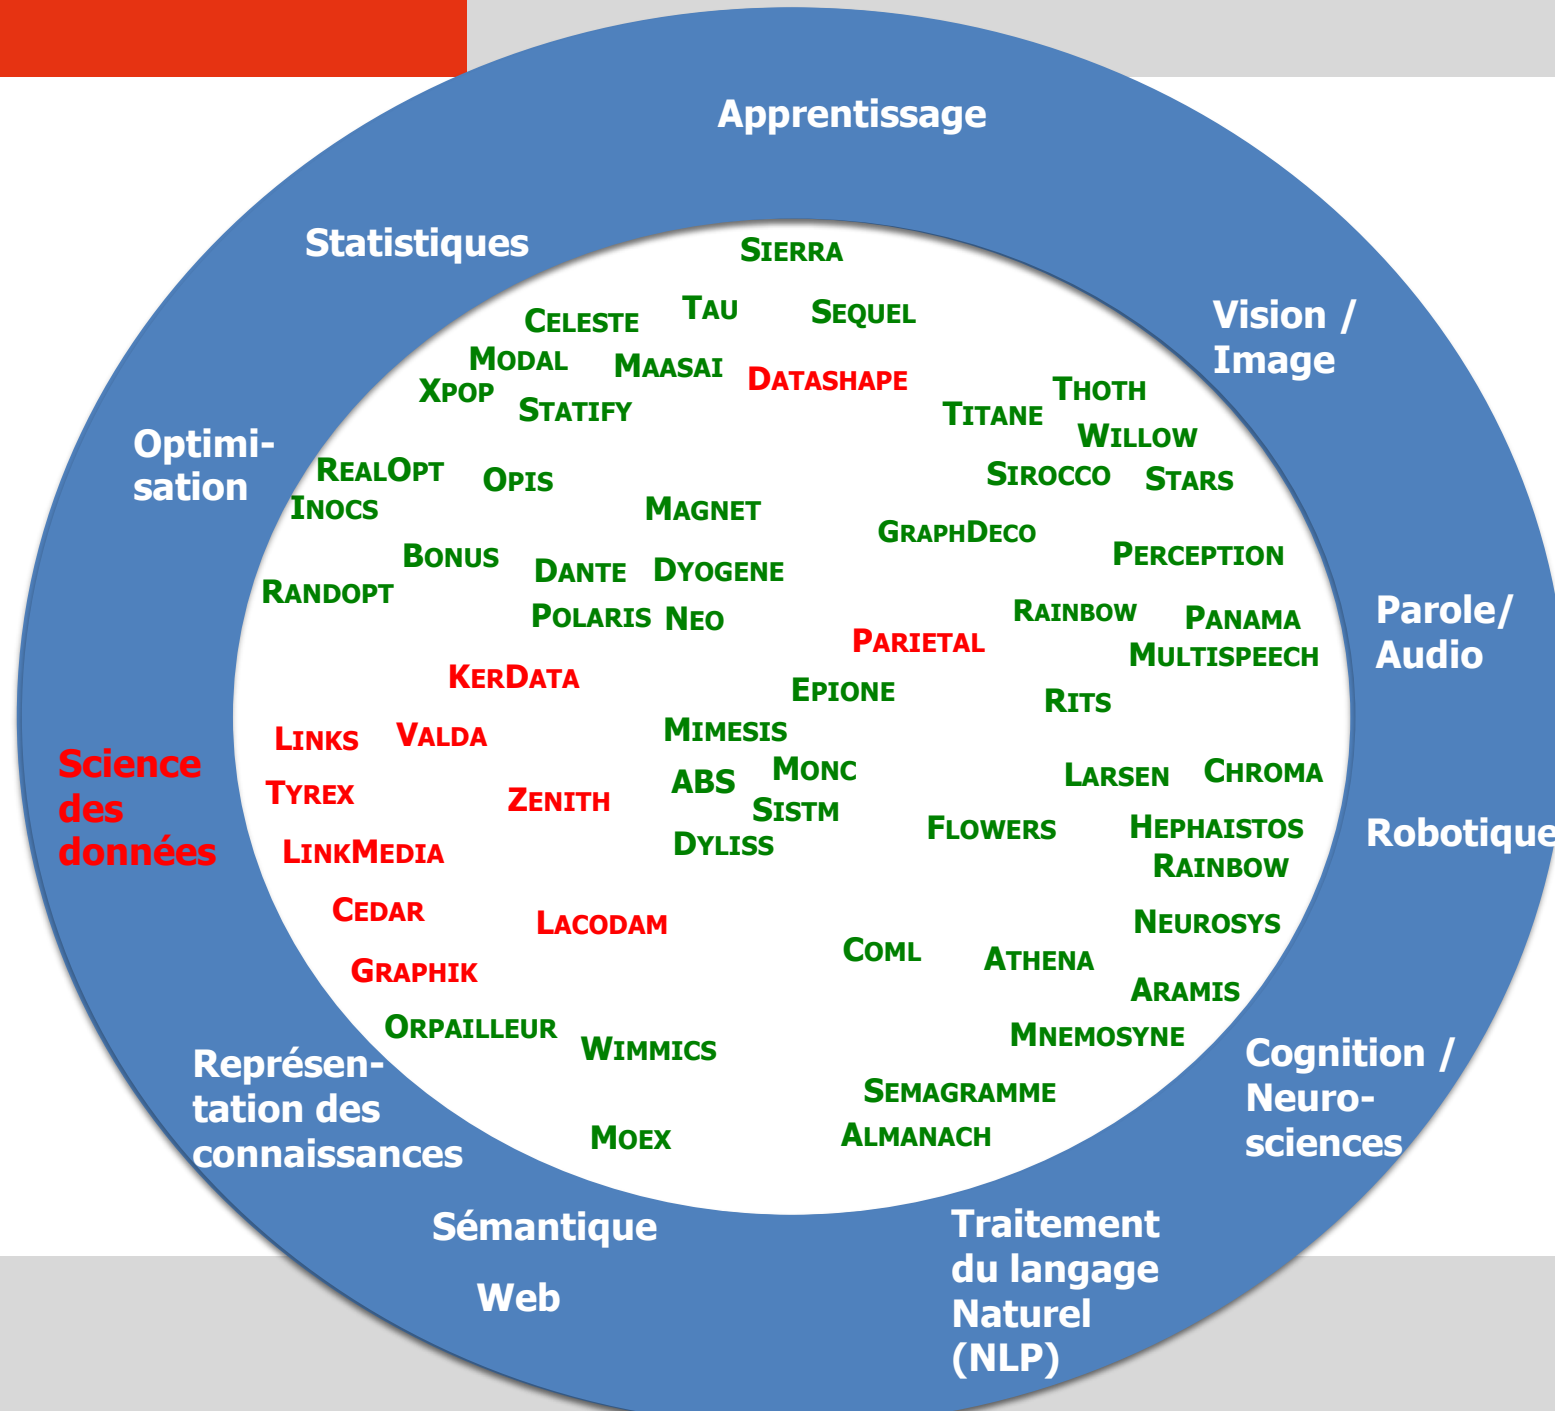 Apprentissage
Statistiques
SIERRA
TAU
SEQUEL
CELESTE
Vision /
Image
MODAL
MAASAI
DATASHAPE
XPOP
STATIFY
THOTH
TITANE
WILLOW
Optimi-
sation
REALOPT
OPIS
SIROCCO
STARS
INOCS
MAGNET
GRAPHDECO
BONUS
DANTE
DYOGENE
PERCEPTION
RANDOPT
POLARIS
NEO
RAINBOW
PANAMA
Parole/
Audio
PARIETAL
MULTISPEECH
KERDATA
EPIONE
RITS
LINKS
VALDA
MIMESIS
Science
des
données
ABS
MONC
LARSEN
CHROMA
TYREX
ZENITH
SISTM
FLOWERS
HEPHAISTOS
Robotique
LINKMEDIA
DYLISS
RAINBOW
CEDAR
LACODAM
NEUROSYS
COML
ATHENA
GRAPHIK
ARAMIS
ORPAILLEUR
WIMMICS
MNEMOSYNE
Représen-
tation des
connaissances
Cognition /
Neuro-
sciences
SEMAGRAMME
MOEX
ALMANACH
Sémantique
Web
Traitement
du langage
Naturel
(NLP)